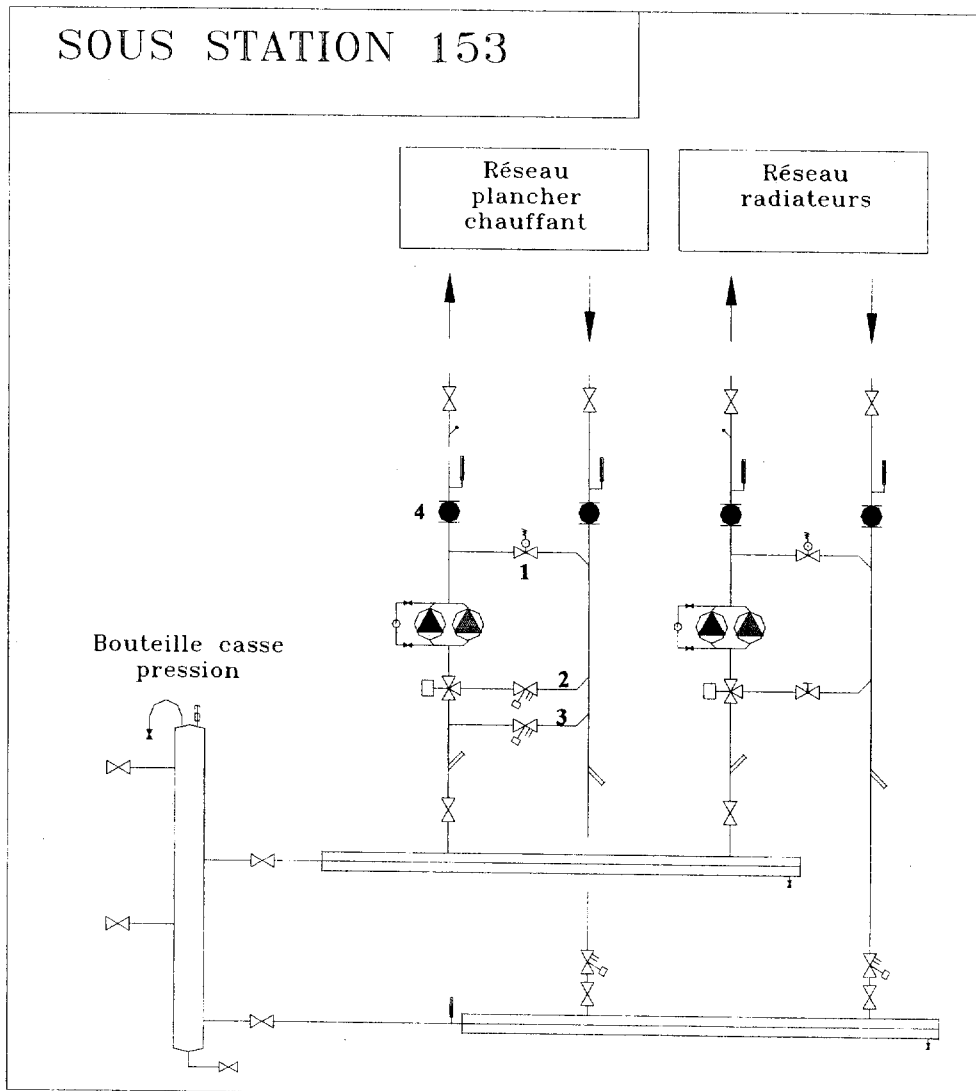 SOUS STATION 153
Réseau
plancher
chauffant
Réseau
radiateurs
4
1
2
3
Bouteille casse
pression